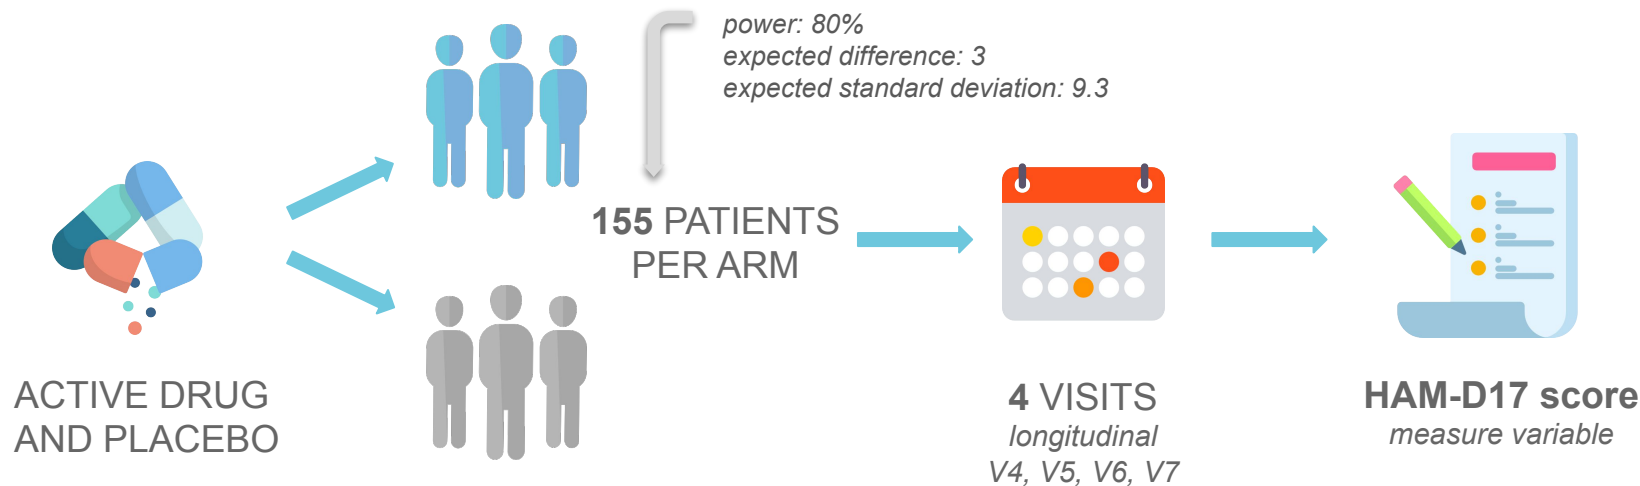 power: 80%
expected difference: 3
expected standard deviation: 9.3
155 PATIENTS
PER ARM
ACTIVE DRUG
AND PLACEBO
4 VISITS
longitudinal
V4, V5, V6, V7
HAM-D17 score
measure variable